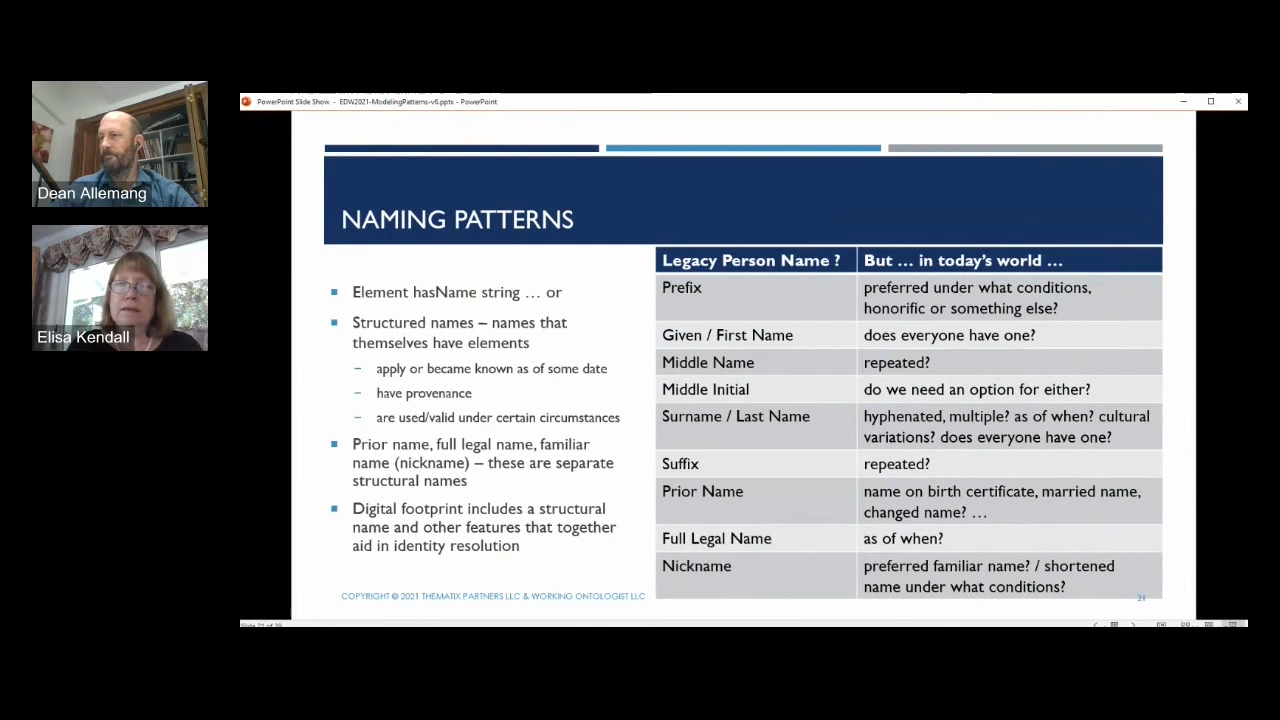 PowerPoint Slide Show - EDW2021-ModelingPatterns-v6.pptx - PowerPoint
Dean Allemang
Elisa Kendall
NAMING PATTERNS
Element hasName string … or
Structured names – names that
themselves have elements
– apply or became known as of some date
– have provenance
– are used/valid under certain circumstances
Prior name, full legal name, familiar
name (nickname) – these are separate
structural names
Digital footprint includes a structural
name and other features that together
aid in identity resolution
Legacy Person Name ? But … in today's world …
Prefix preferred under what conditions,
honorific or something else?
Given / First Name does everyone have one?
Middle Name repeated?
Middle Initial do we need an option for either?
Surname / Last Name hyphenated, multiple? as of when? cultural
variations? does everyone have one?
Suffix repeated?
Prior Name name on birth certificate, married name,
changed name? …
Full Legal Name as of when?
Nickname preferred familiar name? / shortened
name under what conditions?
COPYRIGHT © 2021 THEMATIX PARTNERS LLC & WORKING ONTOLOGIST LLC
21